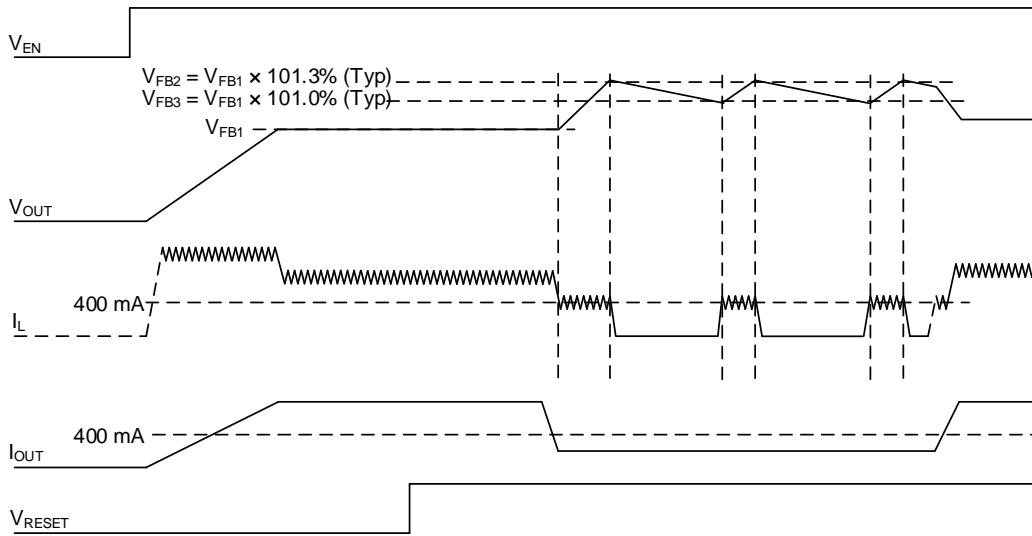 V_EN
V_FB2 = V_FB1 × 101.3% (Typ)
V_FB3 = V_FB1 × 101.0% (Typ)
V_FB1
V_OUT
400 mA
I_L
400 mA
I_OUT
V_RESET